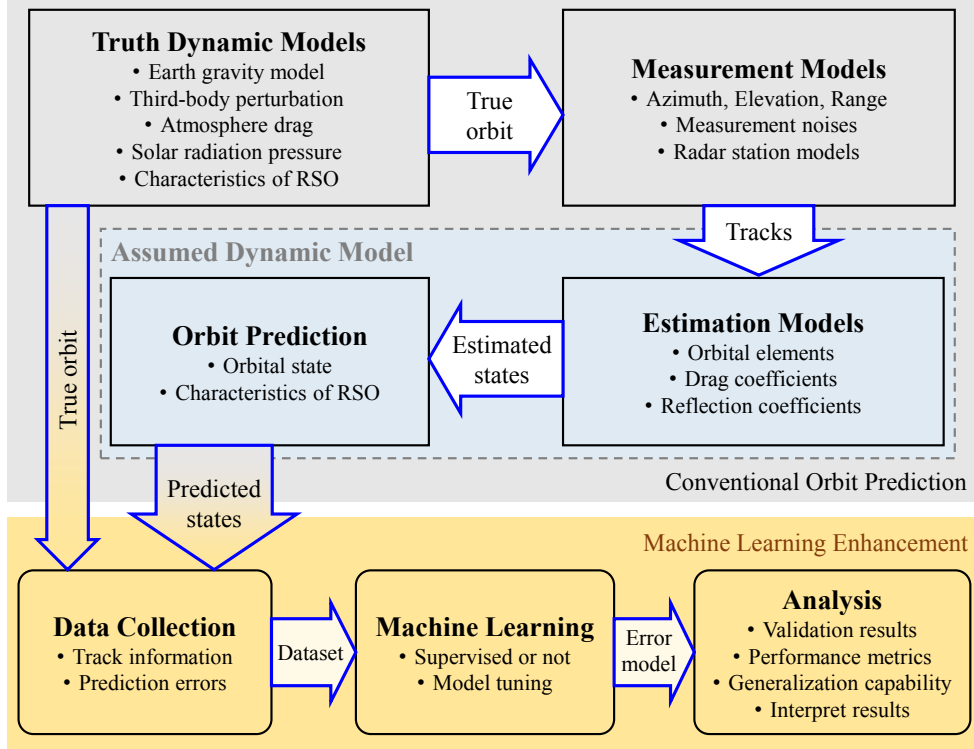 Truth Dynamic Models
• Earth gravity model
• Third-body perturbation
• Atmosphere drag
• Solar radiation pressure
• Characteristics of RSO
True
orbit
Measurement Models
• Azimuth, Elevation, Range
• Measurement noises
• Radar station models
Tracks
Assumed Dynamic Model
Orbit Prediction
• Orbital state
• Characteristics of RSO
Estimated
states
Estimation Models
• Orbital elements
• Drag coefficients
• Reflection coefficients
True orbit
Predicted
states
Conventional Orbit Prediction
Machine Learning Enhancement
Data Collection
• Track information
• Prediction errors
Dataset
Machine Learning
• Supervised or not
• Model tuning
Error
model
Analysis
• Validation results
• Performance metrics
• Generalization capability
• Interpret results